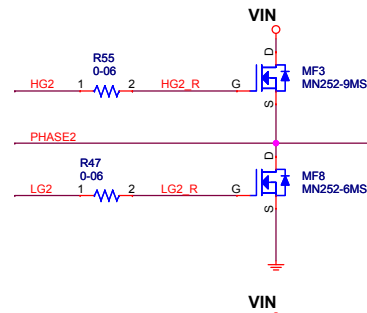 VIN
R55
0-06
D
MF3
MN252-9MS
HG2
1
2
HG2_R
G
S
PHASE2
R47
0-06
D
MF8
MN252-6MS
LG2
1
2
LG2_R
G
S
VIN